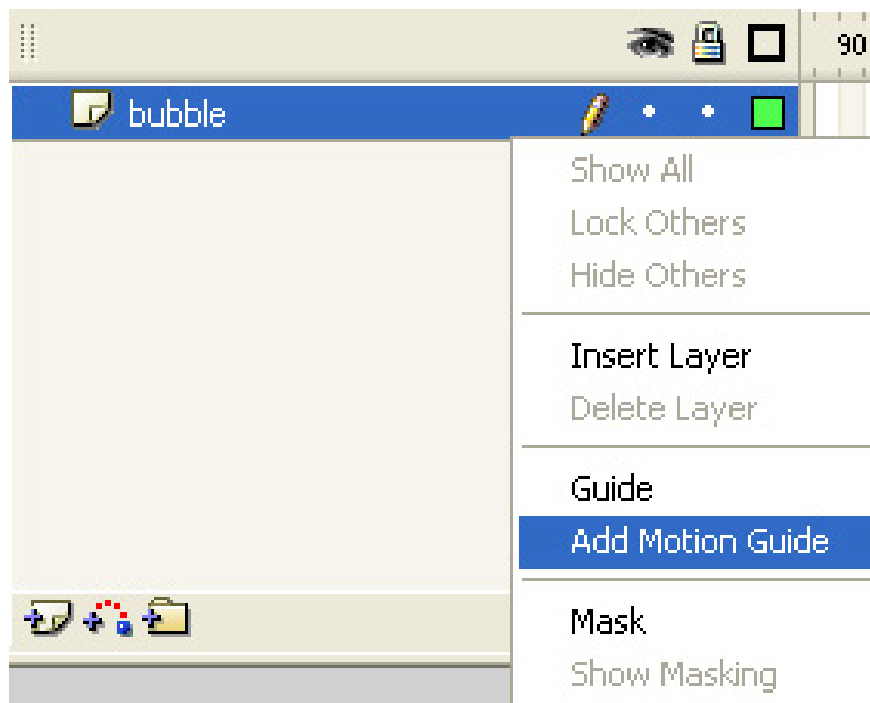 90
bubble
Show All
Lock Others
Hide Others
Insert Layer
Delete Layer
Guide
Add Motion Guide
Mask
Show Masking